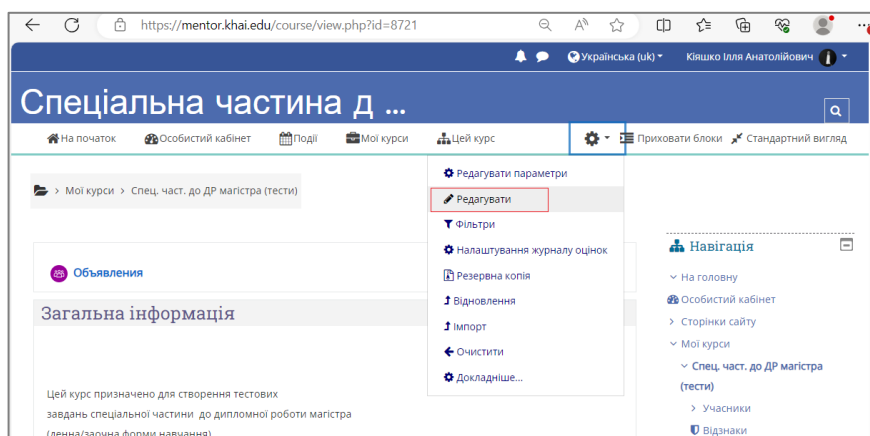 https://mentor.khai.edu/course/view.php?id=8721
Українська (uk) Кіяшко Ілля Анатолійович
Спеціальна частина д ...
На початок Особистий кабінет Події Мої курси Цей курс Приховати блоки Стандартний вигляд
Редагувати параметри
Редагувати
Фільтри
Налаштування журналу оцінок
Резервна копія
Відновлення
Імпорт
Очистити
Докладніше...
Мої курси > Спец. част. до ДР магістра (тести)
Объявления
Загальна інформація
Цей курс призначено для створення тестових
завдань спеціальної частини до дипломної роботи магістра
(денна/заочна форми навчання)
Навігація
На головну
Особистий кабінет
Сторінки сайту
Мої курси
Спец. част. до ДР магістра
(тести)
Учасники
Відзнаки